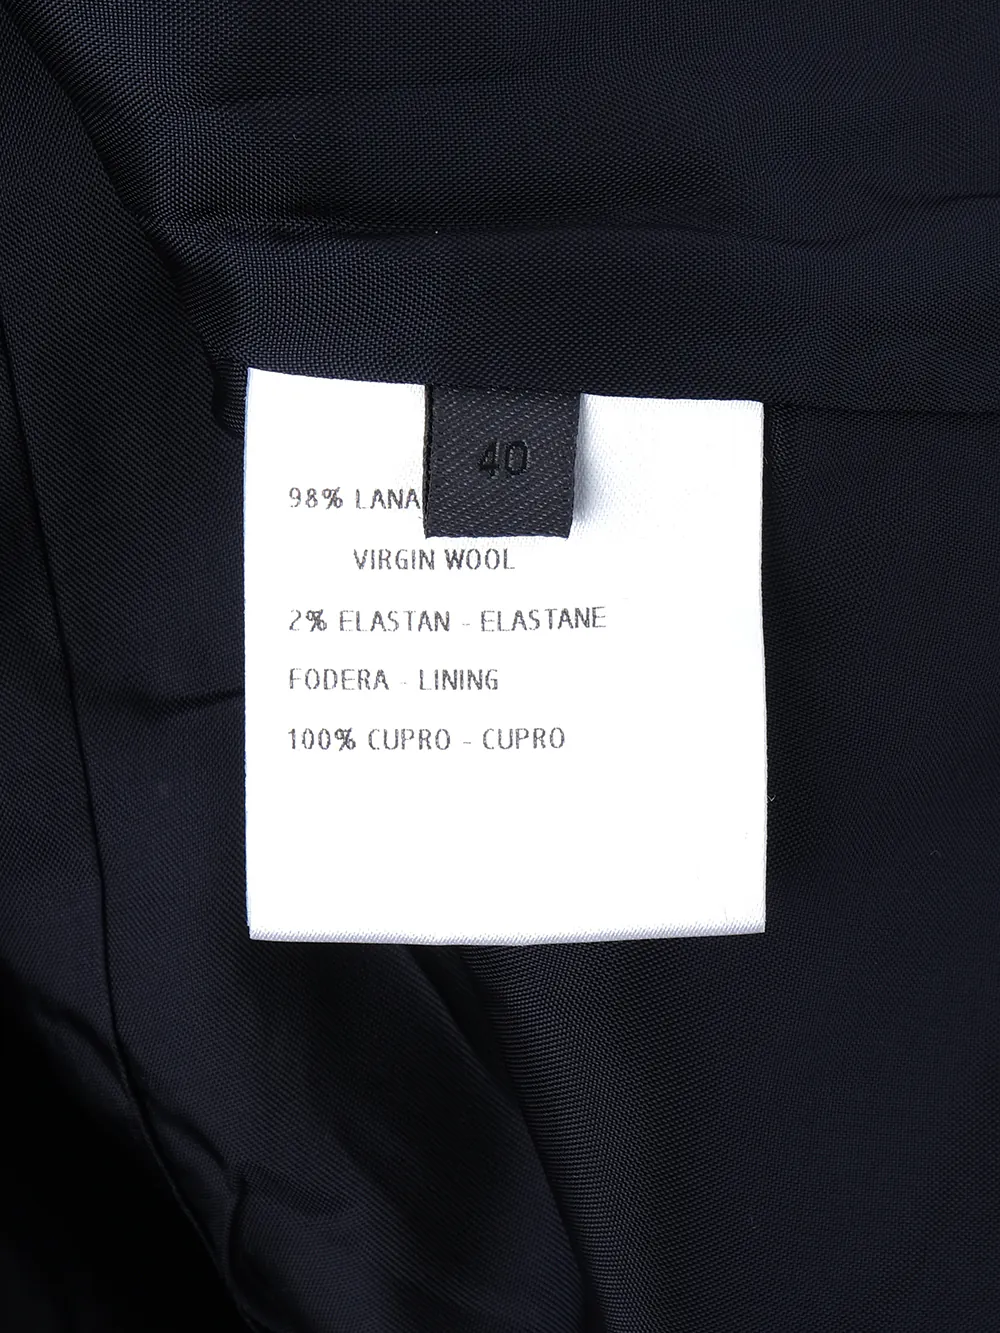 40
98% LANA
VIRGIN WOOL
2% ELASTAN - ELASTANE
FODERA - LINING
100% CUPRO - CUPRO